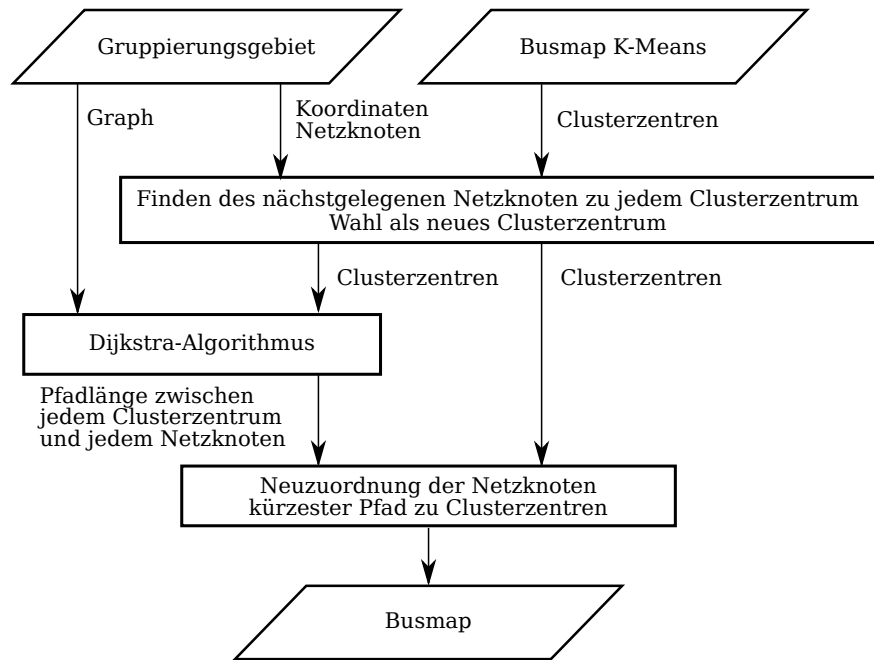 Gruppierungsgebiet
Busmap K-Means
Graph
Koordinaten
Netzknoten
Clusterzentren
Finden des nächstgelegenen Netzknoten zu jedem Clusterzentrum
Wahl als neues Clusterzentrum
Clusterzentren
Clusterzentren
Dijkstra-Algorithmus
Pfadlänge zwischen
jedem Clusterzentrum
und jedem Netzknoten
Neuzuordnung der Netzknoten
kürzester Pfad zu Clusterzentren
Busmap